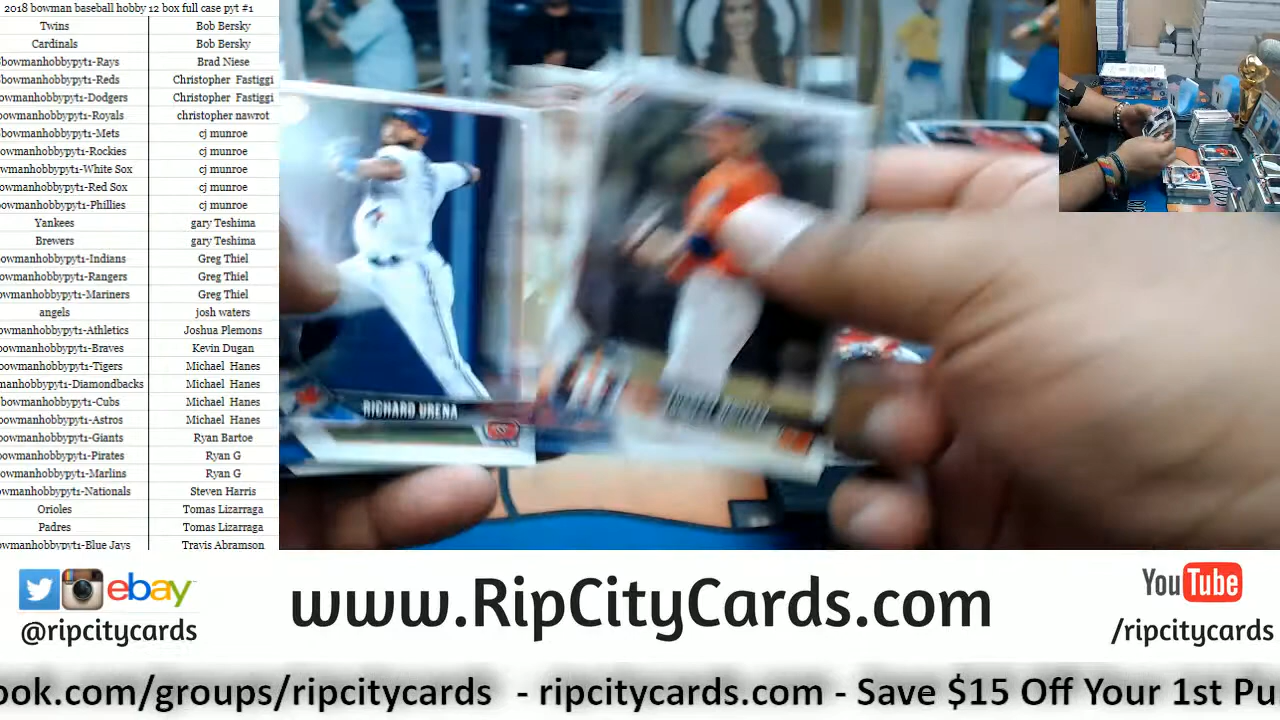 2018 bowman baseball hobby 12 box full case pyt #1
Twins Bob Bersky
Cardinals Bob Bersky
bowmanhobbypyt1-Rays Brad Niese
bowmanhobbypyt1-Reds Christopher Fastiggi
owmanhobbypyt1-Dodgers Christopher Fastiggi
owmanhobbypyt1-Royals christopher nawrot
bowmanhobbypyt1-Mets cj munroe
owmanhobbypyt1-Rockies cj munroe
wmanhobbypyt1-White Sox cj munroe
owmanhobbypyt1-Red Sox cj munroe
owmanhobbypyt1-Phillies cj munroe
Yankees gary Teshima
Brewers gary Teshima
owmanhobbypyt1-Indians Greg Thiel
owmanhobbypyt1-Rangers Greg Thiel
owmanhobbypyt1-Mariners Greg Thiel
angels josh waters
owmanhobbypyt1-Athletics Joshua Plemons
owmanhobbypyt1-Braves Kevin Dugan
owmanhobbypyt1-Tigers Michael Hanes
manhobbypyt1-Diamondbacks Michael Hanes
bowmanhobbypyt1-Cubs Michael Hanes
owmanhobbypyt1-Astros Michael Hanes
owmanhobbypyt1-Giants Ryan Bartoe
owmanhobbypyt1-Pirates Ryan G
owmanhobbypyt1-Marlins Ryan G
wmanhobbypyt1-Nationals Steven Harris
Orioles Tomas Lizarraga
Padres Tomas Lizarraga
owmanhobbypyt1-Blue Jays Travis Abramson
RICHARD URENA
ebay
@ripcitycards
www.RipCityCards.com
YouTube
/ripcitycards
ook.com/groups/ripcitycards - ripcitycards.com - Save $15 Off Your 1st Pu